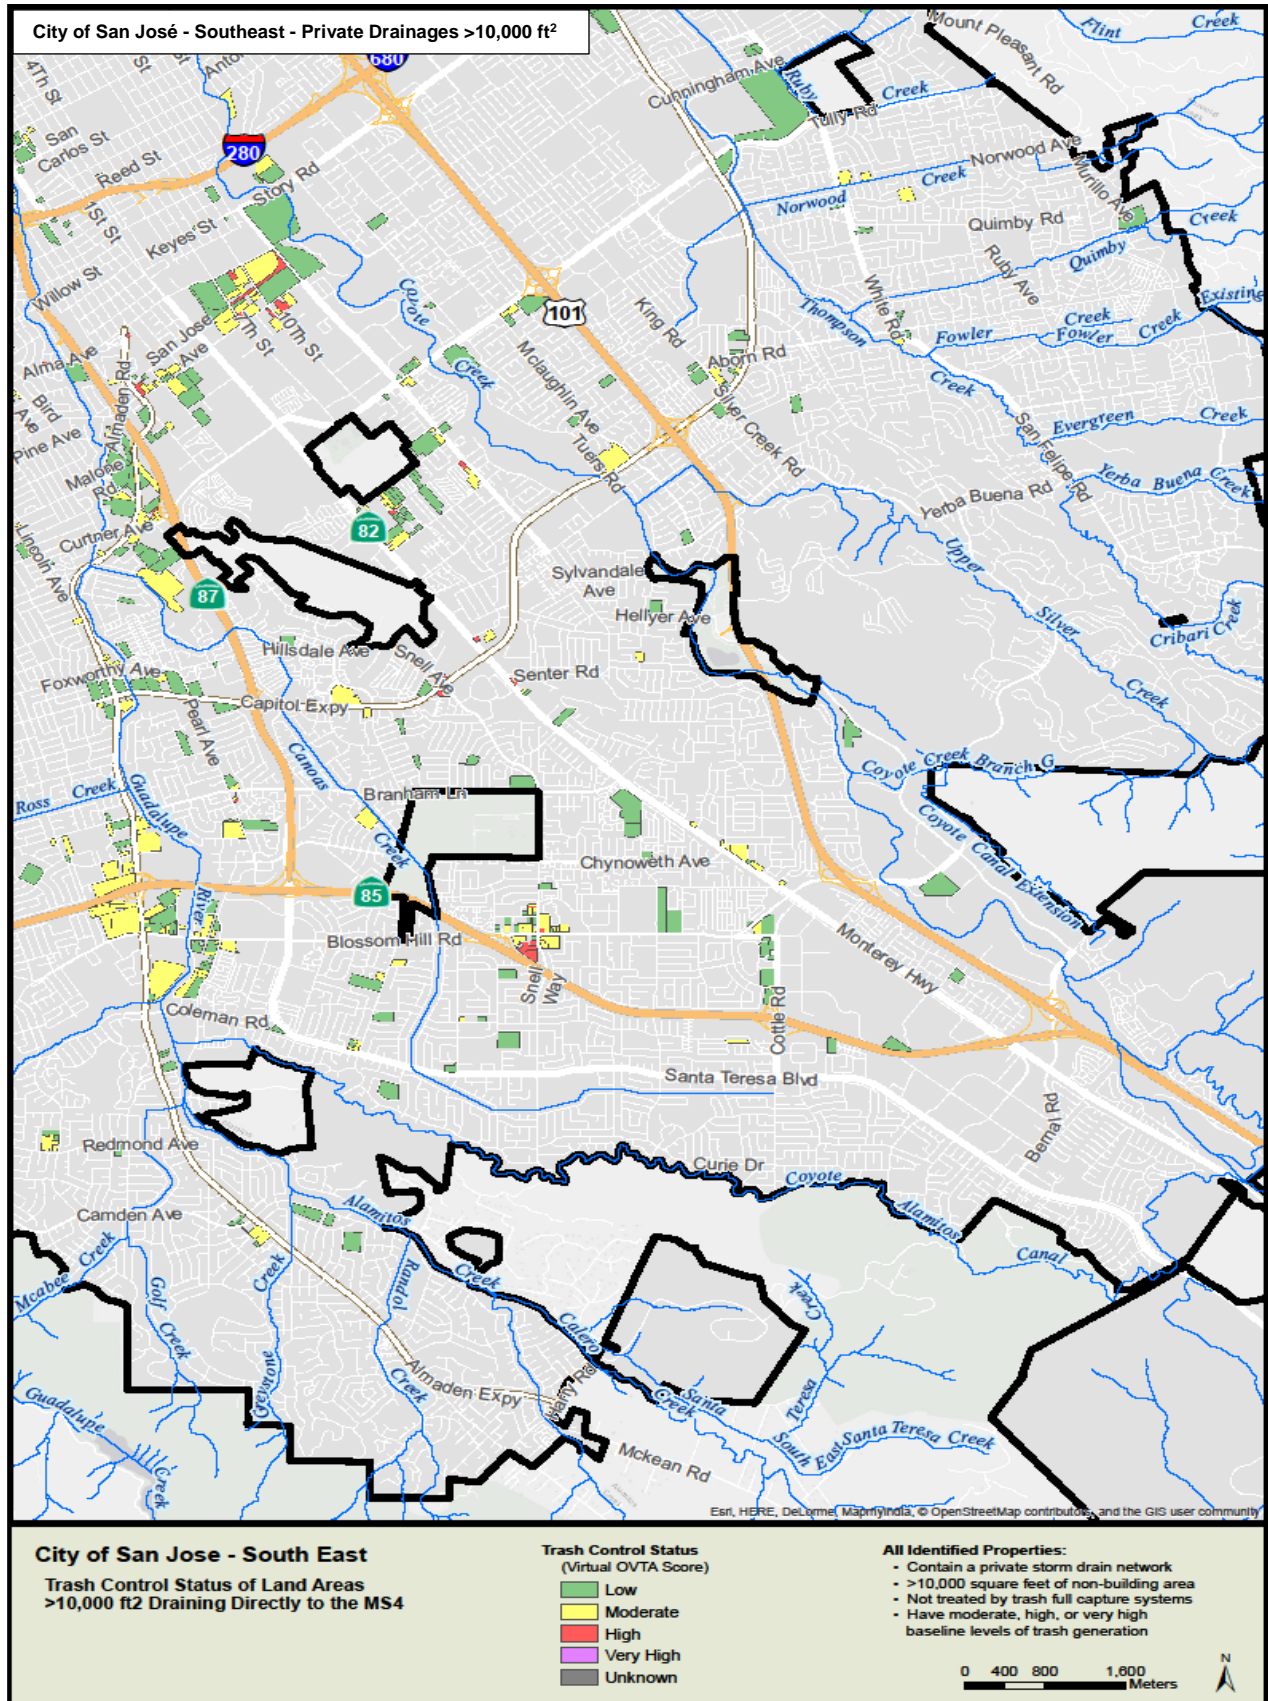 City of San José - Southeast - Private Drainages >10,000 ft²
Mount Pleasant Rd
Flint
Creek
680
4Th St
St
St
Cunningham Ave
Ruby
Creek
Tully Rd
San
Carlos St
Reed St
280
Story Rd
1St St
Keyes St
Norwood Ave
Creek
Norwood
Murillo Ave
Quimby Rd
Creek
Quimby
Ruby Ave
Existing
Willow St
Coyote
Creek
101
King Rd
White Rd
Thompson
Creek
Creek
Fowler
Fowler
Creek
San Jose
Ave
Th St
10Th St
Alma Ave
Almaden Rd
Bird
Ave
Pine Ave
Malone
Rd
Mclaughlin Ave
Tuers Rd
Aborn Rd
Silver Creek Rd
San Felipe Rd
Evergreen
Creek
Yerba Buena Creek
Yerba Buena Rd
Curtner Ave
Lincoln Ave
82
87
Sylvandale
Ave
Hellyer Ave
Upper
Silver
Creek
Cribari Creek
Foxworthy Ave
Hillsdale Ave
Snell Ave
Senter Rd
Capitol Expy
Pearl Ave
Canoas
Creek
Coyote Creek Branch G
Ross Creek
Guadalupe
River
Branham Ln
Chynoweth Ave
Coyote Canal Extension
85
Blossom Hill Rd
Snell
Way
Monterey Hwy
Cottle Rd
Coleman Rd
Santa Teresa Blvd
Bernal Rd
Redmond Ave
Curie Dr
Coyote
Alamitos
Canal
Camden Ave
Alamitos
Creek
Mcabee Creek
Golf
Creek
Creek
Greystone
Randol
Creek
Calero
Creek
Creek
Teresa
Santa
South
East Santa Teresa Creek
Guadalupe
Creek
Almaden Expy
Harry Rd
Mckean Rd
Esri, HERE, DeLorme, MapmyIndia, © OpenStreetMap contributors, and the GIS user community
City of San Jose - South East
Trash Control Status of Land Areas
>10,000 ft2 Draining Directly to the MS4
Trash Control Status
(Virtual OVTA Score)
Low
Moderate
High
Very High
Unknown
All Identified Properties:
- Contain a private storm drain network
- >10,000 square feet of non-building area
- Not treated by trash full capture systems
- Have moderate, high, or very high
baseline levels of trash generation
0 400 800 1,600
Meters
N